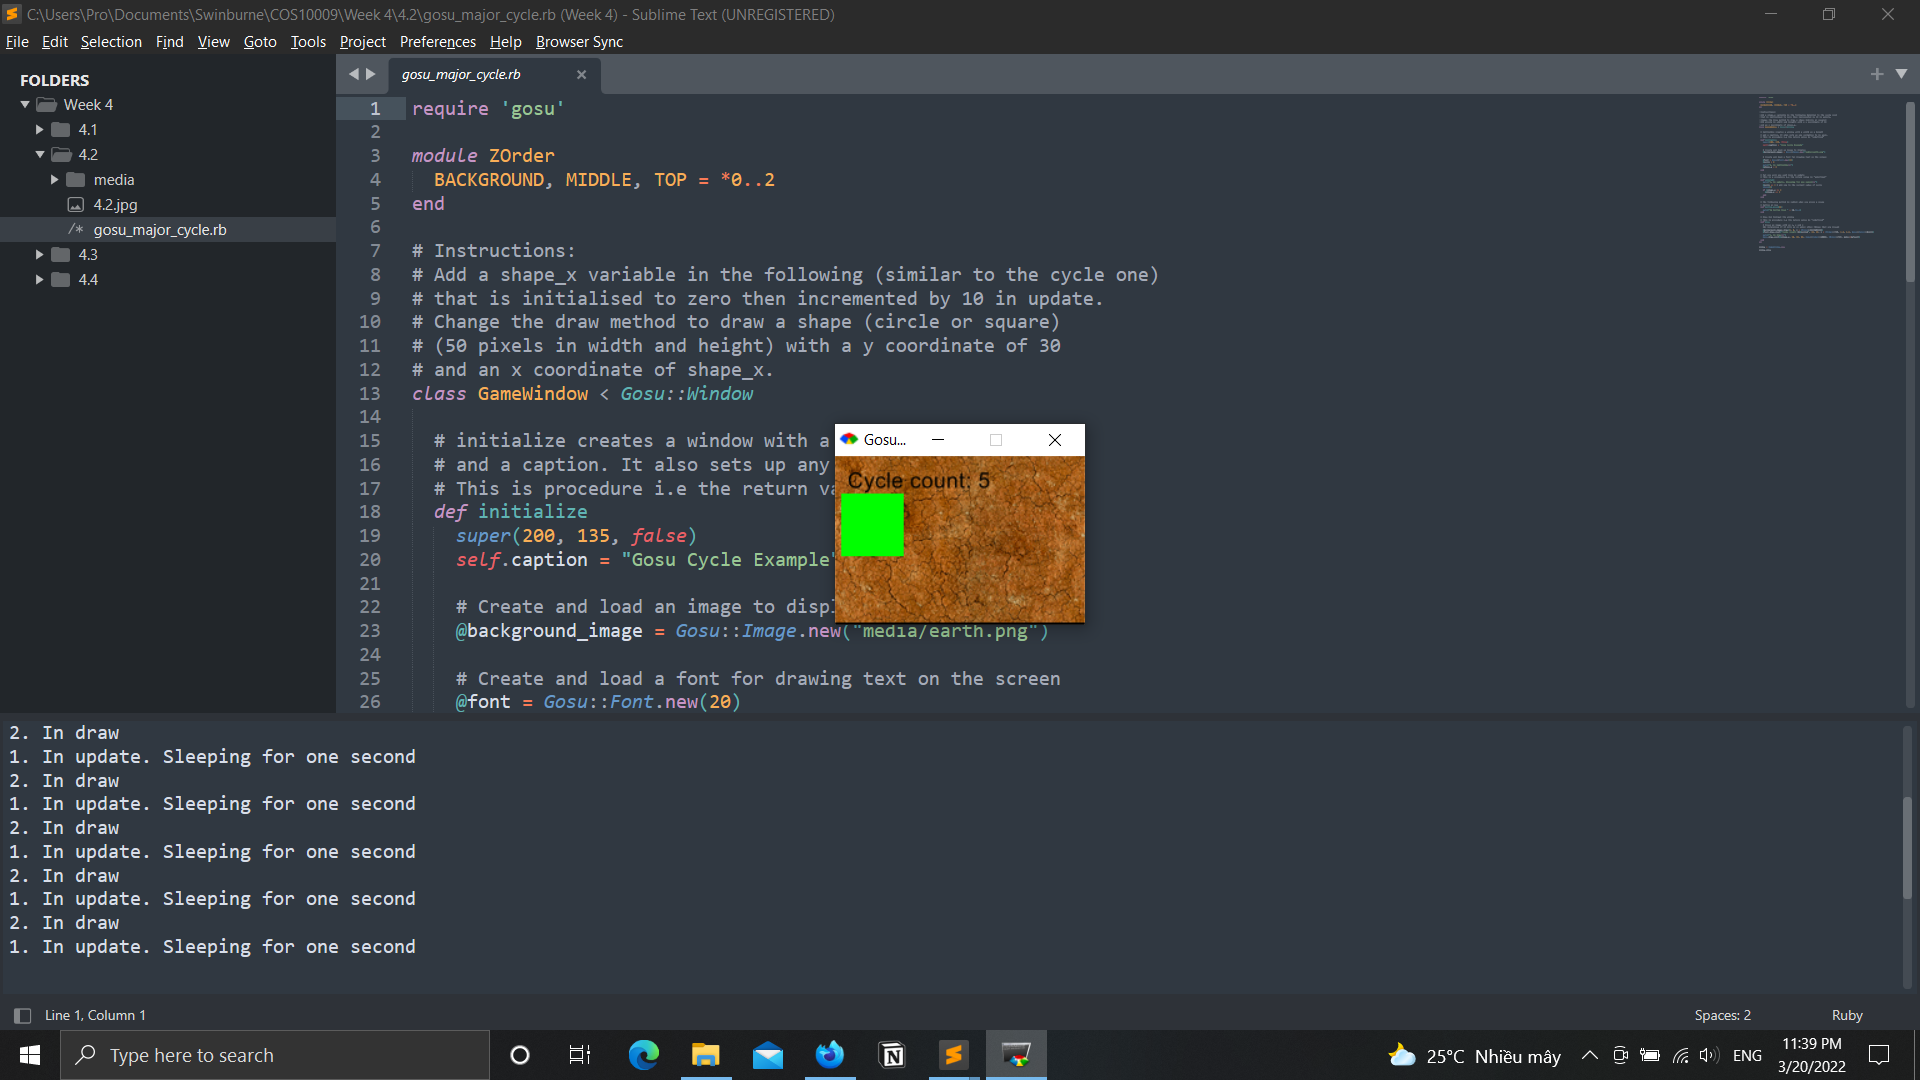 C:\Users\Pro\Documents\Swinburne\COS10009\Week 4\4.2\gosu_major_cycle.rb (Week 4) - Sublime Text (UNREGISTERED)
File Edit Selection Find View Goto Tools Project Preferences Help Browser Sync
FOLDERS
Week 4
4.1
4.2
media
4.2.jpg
/* gosu_major_cycle.rb
4.3
4.4
gosu_major_cycle.rb
1 require 'gosu'
2
3 module ZOrder
4 BACKGROUND, MIDDLE, TOP = *0..2
5 end
6
7 # Instructions:
8 # Add a shape_x variable in the following (similar to the cycle one)
9 # that is initialised to zero then incremented by 10 in update.
10 # Change the draw method to draw a shape (circle or square)
11 # (50 pixels in width and height) with a y coordinate of 30
12 # and an x coordinate of shape_x.
13 class GameWindow < Gosu::Window
14
15 # initialize creates a window with a
16 # and a caption. It also sets up any
17 # This is procedure i.e the return va
18 def initialize
19 super(200, 135, false)
20 self.caption = "Gosu Cycle Example"
21
22 # Create and load an image to displ
23 @background_image = Gosu::Image.new("media/earth.png")
24
25 # Create and load a font for drawing text on the screen
26 @font = Gosu::Font.new(20)
Gosu...
Cycle count: 5
2. In draw
1. In update. Sleeping for one second
2. In draw
1. In update. Sleeping for one second
2. In draw
1. In update. Sleeping for one second
2. In draw
1. In update. Sleeping for one second
2. In draw
1. In update. Sleeping for one second
Line 1, Column 1
Spaces: 2
Ruby
Type here to search
25°C Nhiều mây
ENG
11:39 PM
3/20/2022